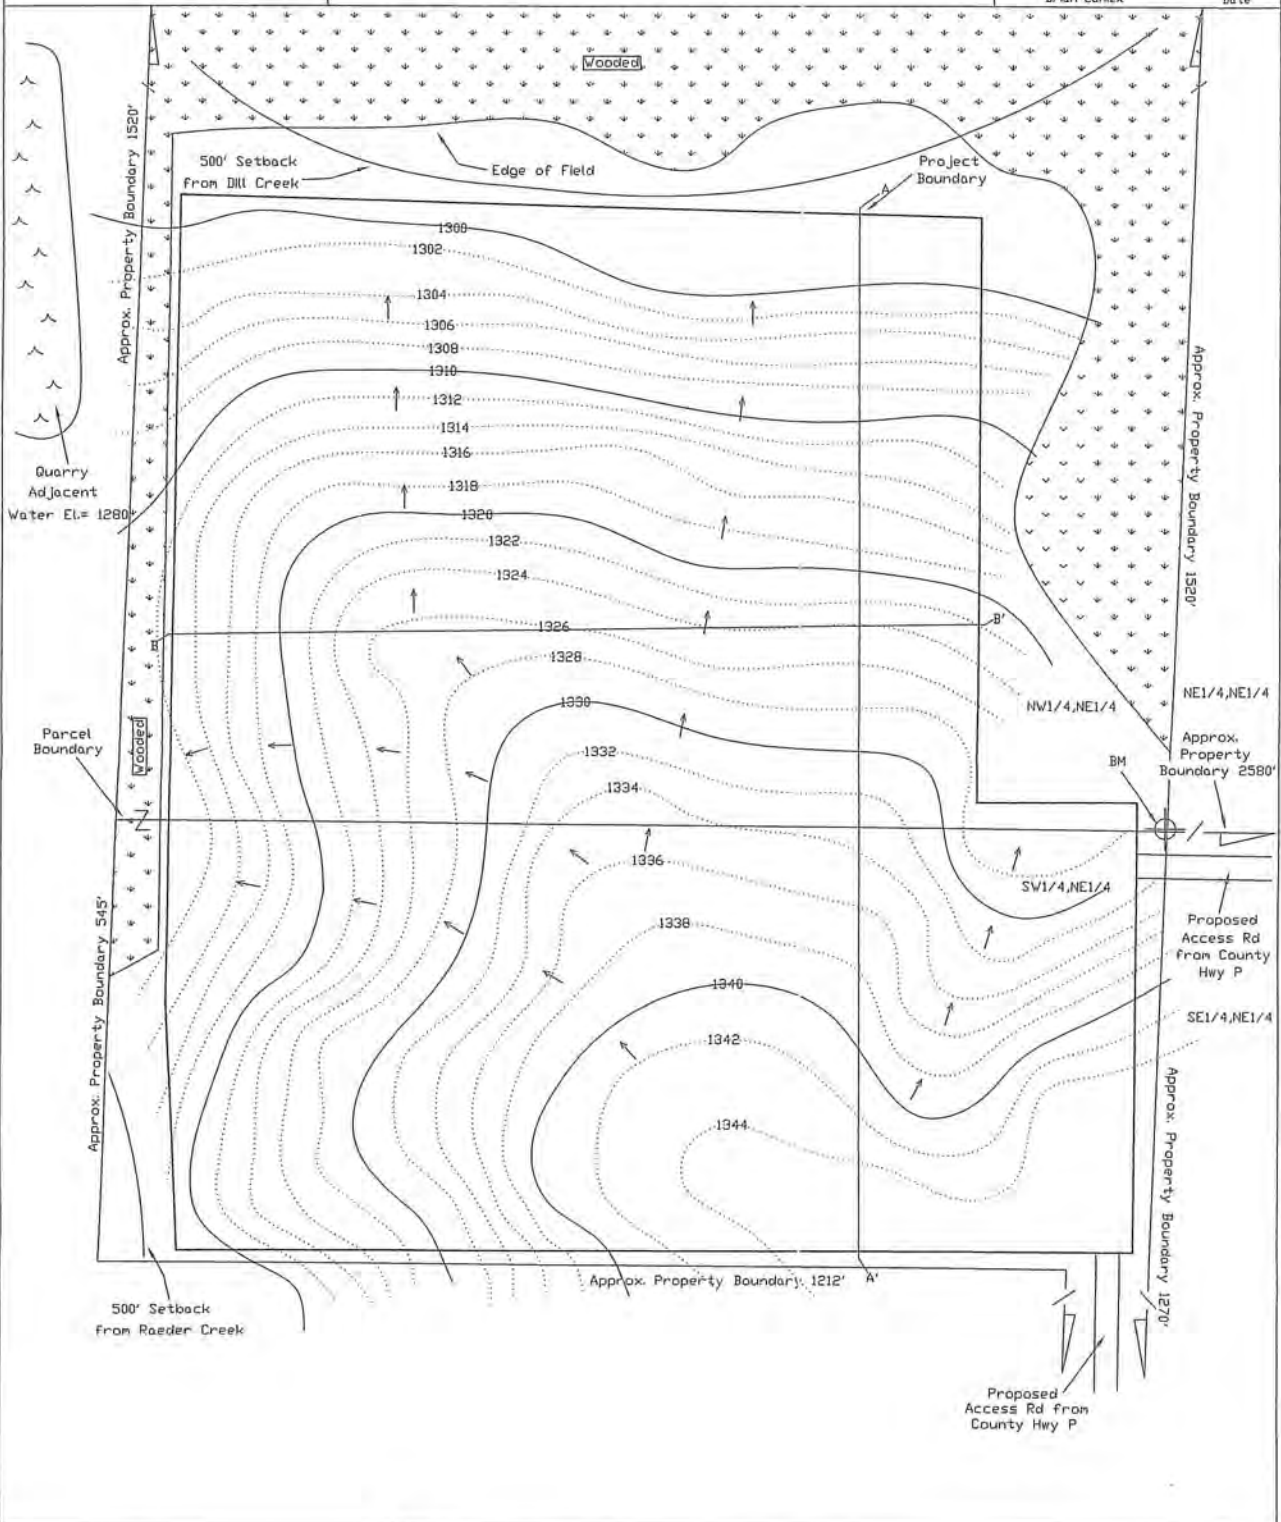 Date
Wooded
Approx. Property Boundary 1520'
500' Setback
from Dill Creek
Edge of Field
Project
Boundary
A
1300
1302
1304
1306
1308
1310
1312
1314
1316
1318
1320
1322
1324
1326
1328
1330
1332
1334
1336
1338
1340
1342
1344
Approx. Property Boundary 1520'
Quarry
Adjacent
Water El.= 1280
B
B'
NW1/4,NE1/4
NE1/4,NE1/4
Parcel
Boundary
Wooded
BM
Approx.
Property
Boundary 2580'
SW1/4,NE1/4
Proposed
Access Rd
from County
Hwy P
SE1/4,NE1/4
Approx. Property Boundary 545'
Approx. Property Boundary 1270'
Approx. Property Boundary. 1212'
A'
500' Setback
from Raeder Creek
Proposed
Access Rd from
County Hwy P